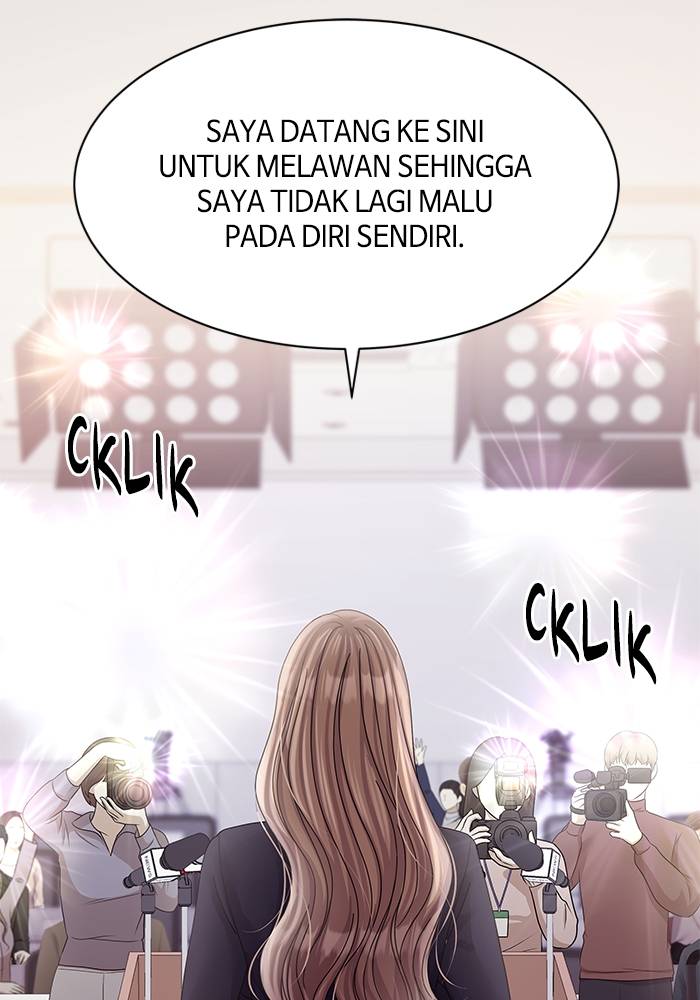 SAYA DATANG KE SINI
UNTUK MELAWAN SEHINGGA
SAYA TIDAK LAGI MALU
PADA DIRI SENDIRI.
CKLIK
CKLIK